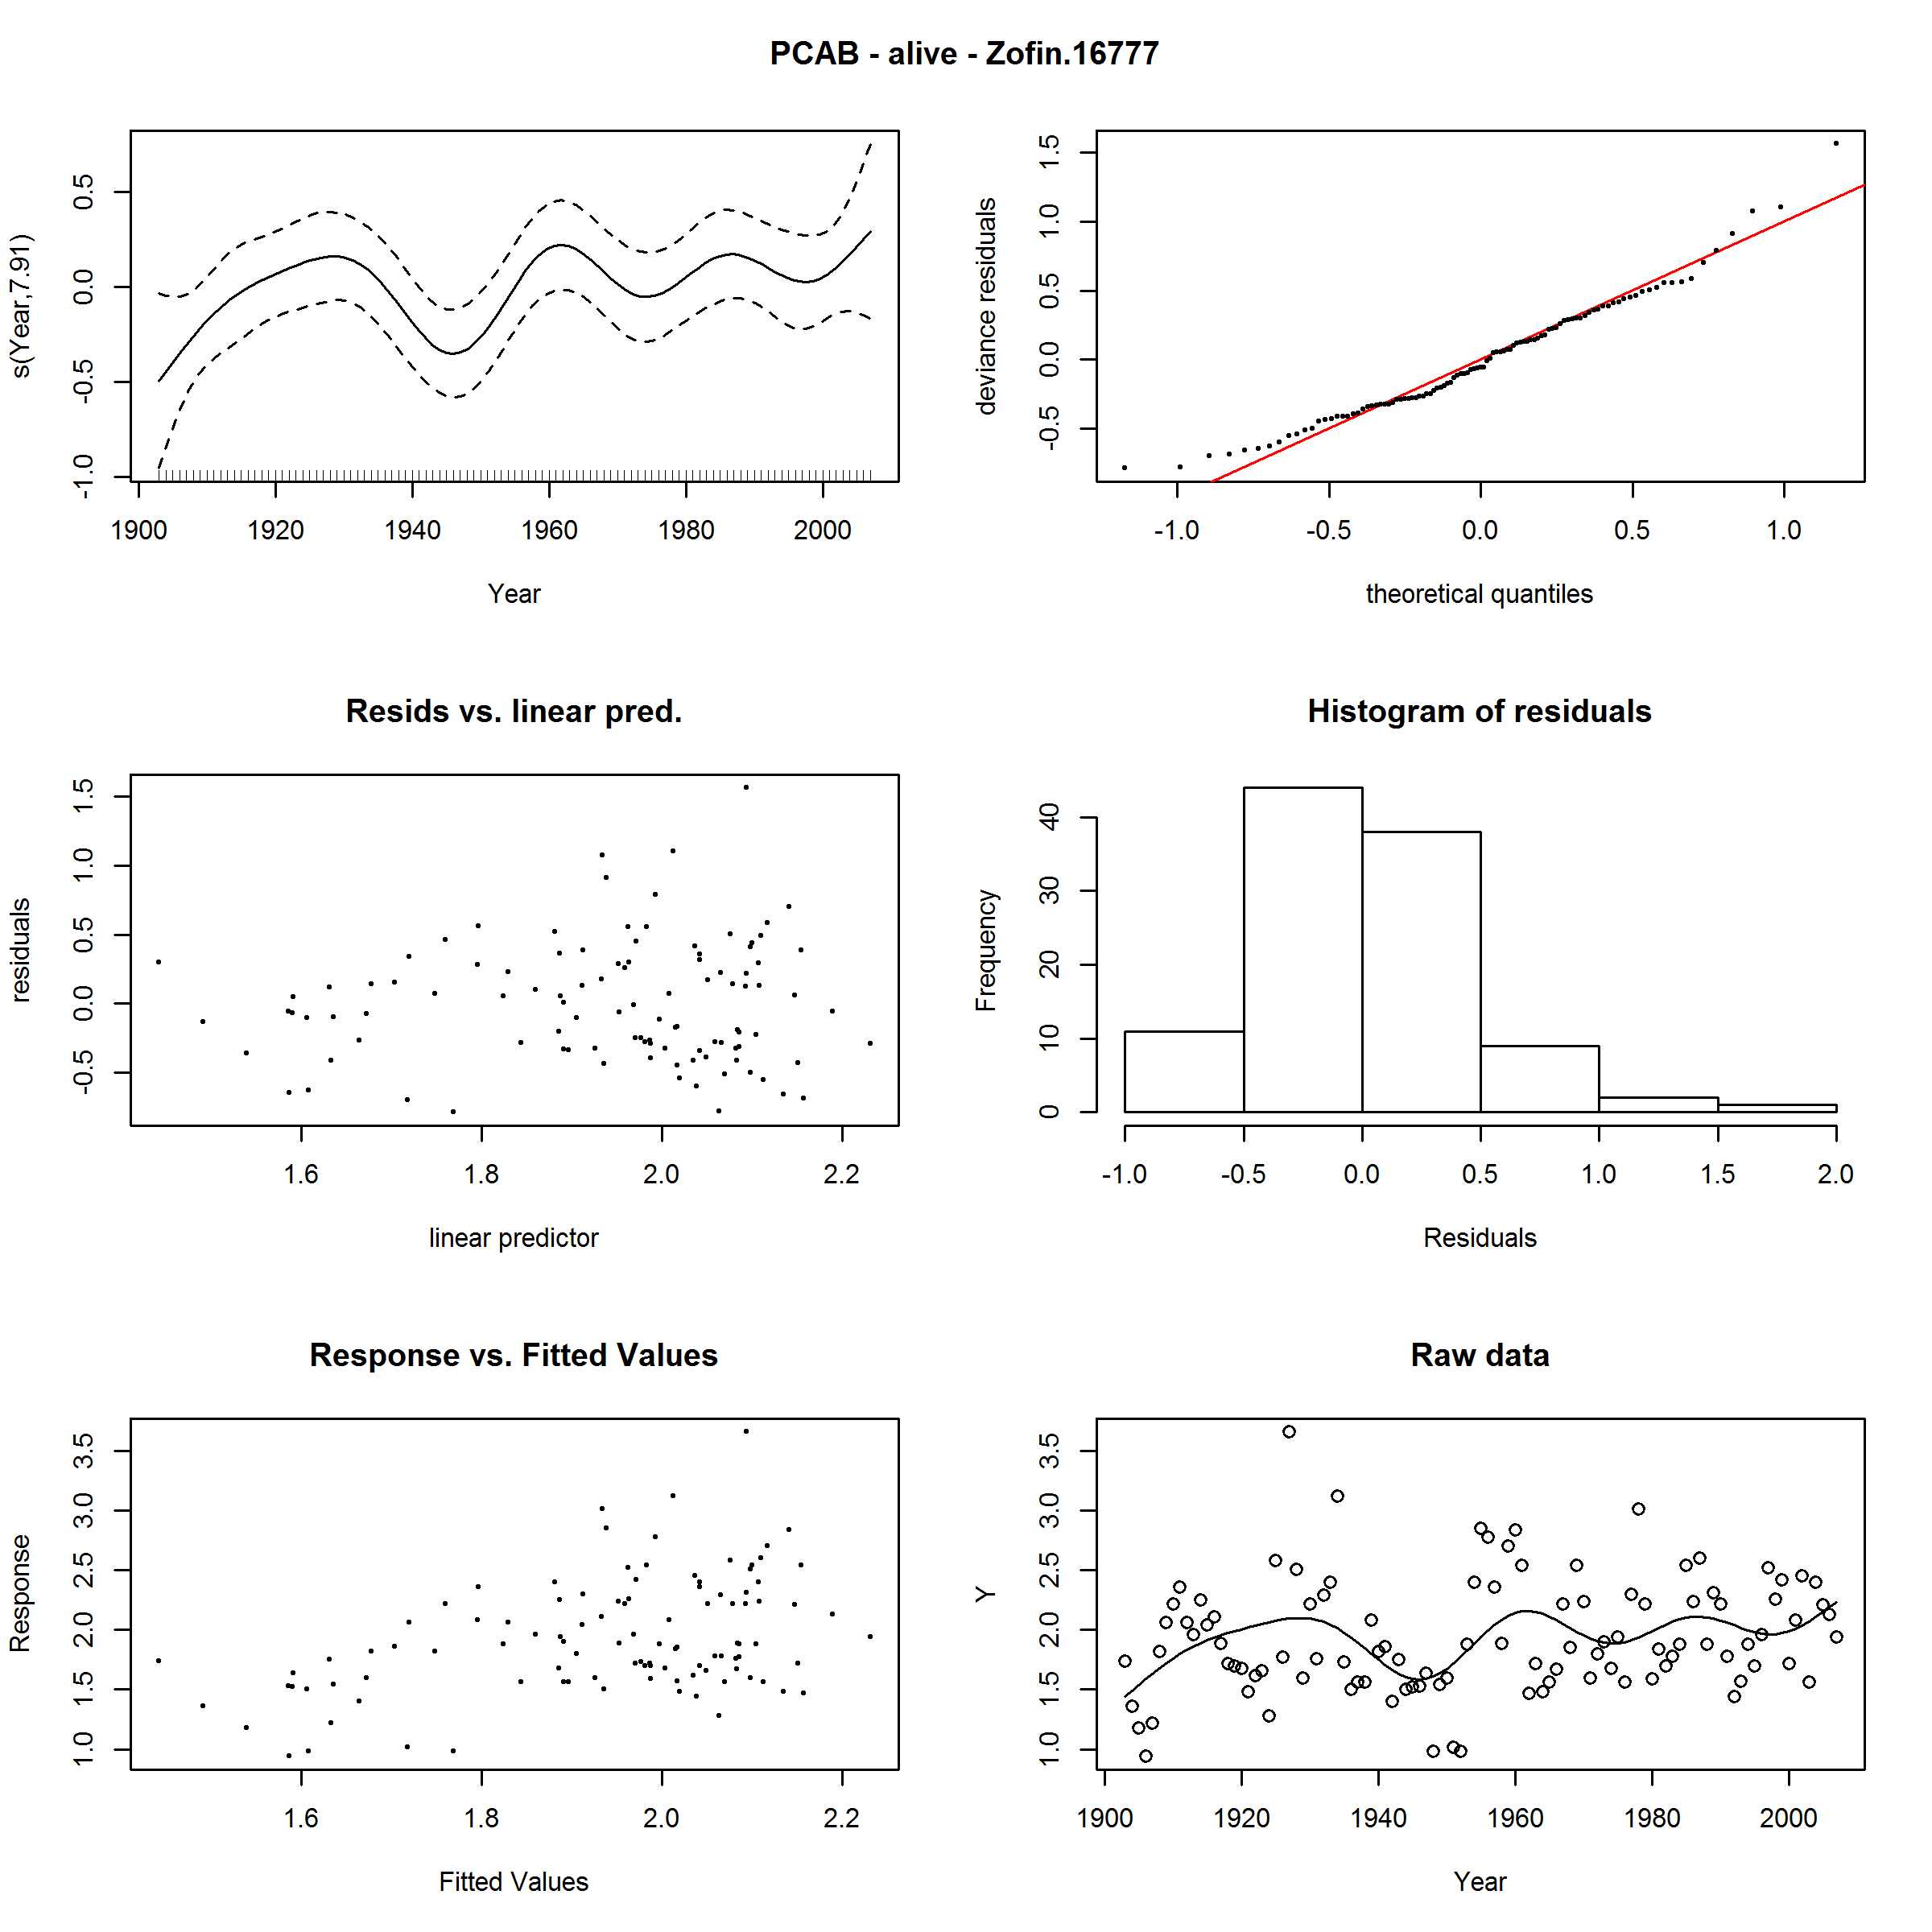 PCAB - alive - Zofin.16777
s(Year,7.91)
0.5
0.0
-0.5
-1.0
1900 1920 1940 1960 1980 2000
Year
deviance residuals
1.5
1.0
0.5
0.0
-0.5
-1.0 -0.5 0.0 0.5 1.0
theoretical quantiles
Resids vs. linear pred.
residuals
1.5
1.0
0.5
0.0
-0.5
1.6 1.8 2.0 2.2
linear predictor
Histogram of residuals
Frequency
40
30
20
10
0
-1.0 -0.5 0.0 0.5 1.0 1.5 2.0
Residuals
Response vs. Fitted Values
Response
3.5
3.0
2.5
2.0
1.5
1.0
1.6 1.8 2.0 2.2
Fitted Values
Raw data
Y
3.5
3.0
2.5
2.0
1.5
1.0
1900 1920 1940 1960 1980 2000
Year